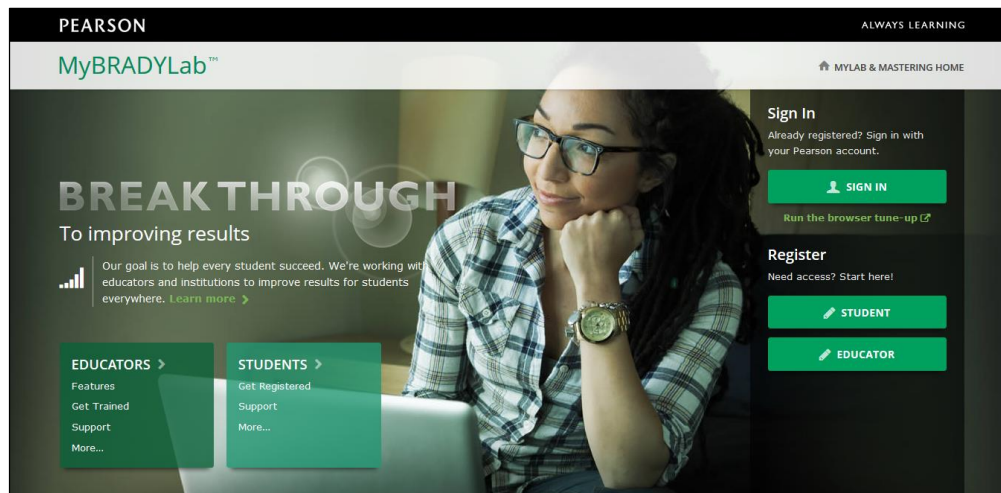 PEARSON
ALWAYS LEARNING
MyBRADYLab™
MYLAB & MASTERING HOME
BREAKTHROUGH
To improving results
Our goal is to help every student succeed. We're working with
educators and institutions to improve results for students
everywhere. Learn more
EDUCATORS
Features
Get Trained
Support
More...
STUDENTS
Get Registered
Support
More...
Sign In
Already registered? Sign in with
your Pearson account.
SIGN IN
Run the browser tune-up
Register
Need access? Start here!
STUDENT
EDUCATOR